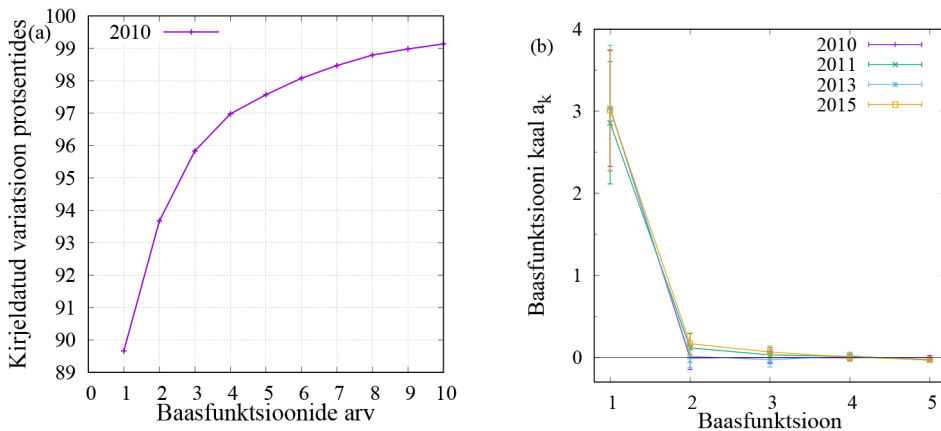 (a)
2010
Kirjeldatud variatsioon protsentides
100
99
98
97
96
95
94
93
92
91
90
89
0 1 2 3 4 5 6 7 8 9 10
Baasfunktsioonide arv
(b)
2010
2011
2013
2015
Baasfunktsiooni kaal a_k
4
3
2
1
0
1 2 3 4 5
Baasfunktsioon